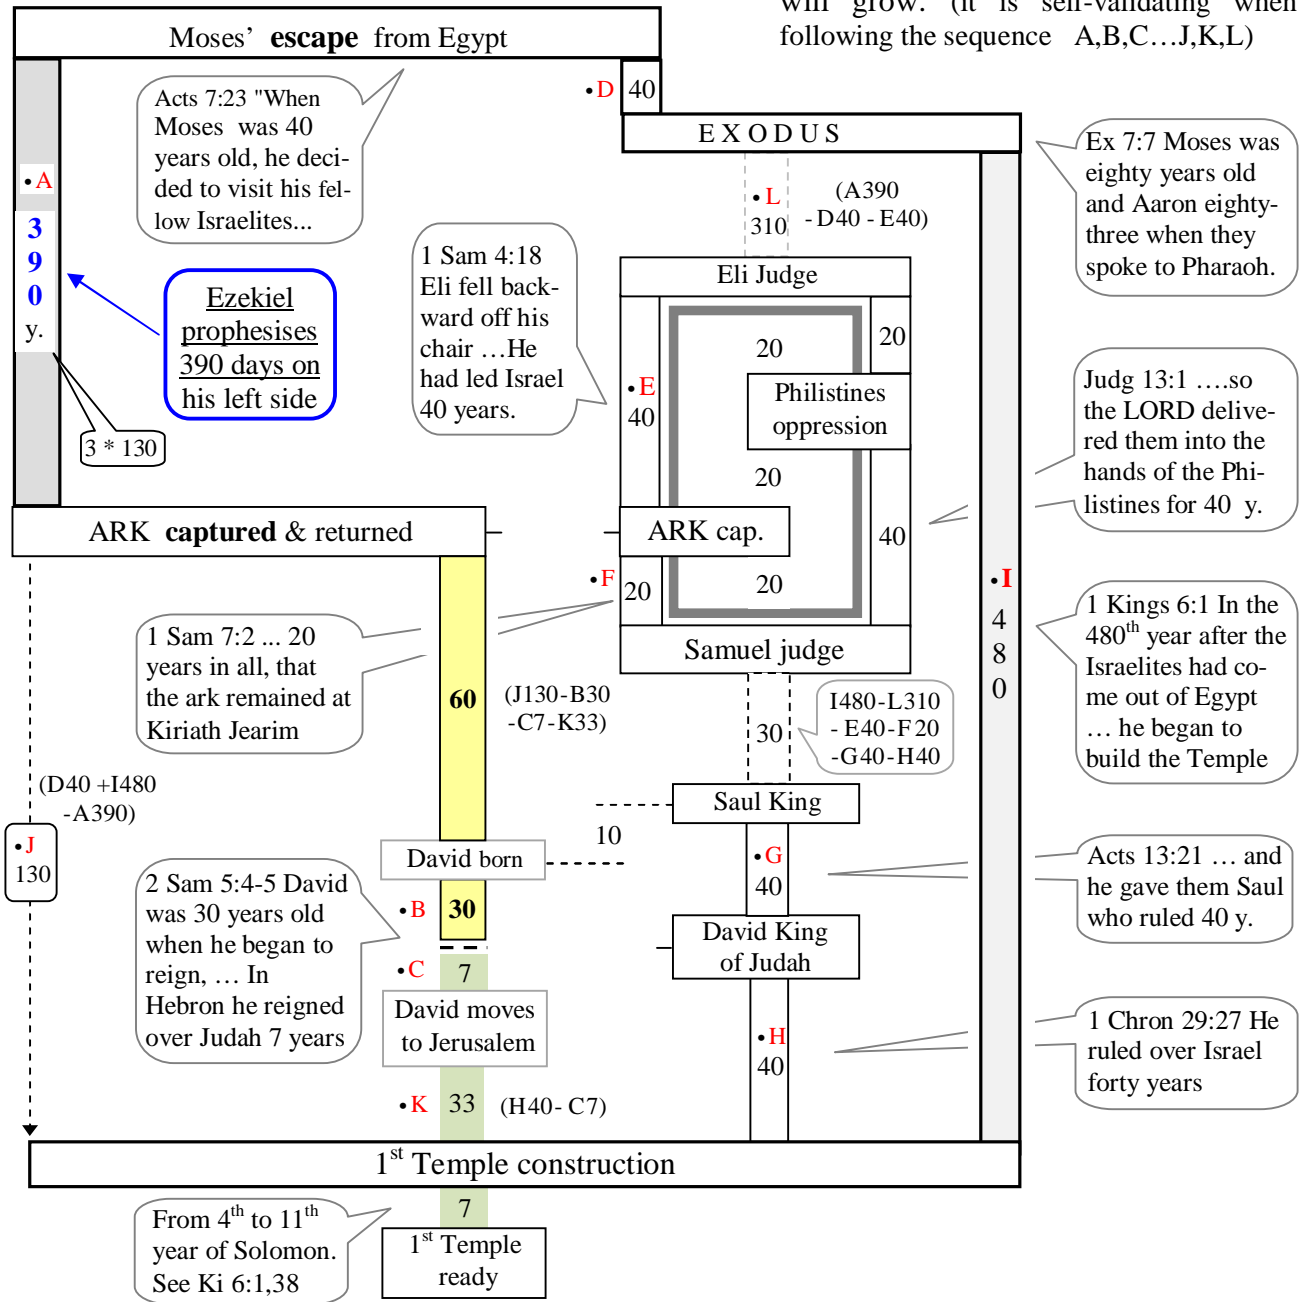 will grow. (it is self-validating when
following the sequence A,B,C…J,K,L)
Moses’ escape from Egypt
• D 40
E X O D U S
Acts 7:23 "When
Moses was 40
years old, he deci-
ded to visit his fel-
low Israelites...
Ex 7:7 Moses was
eighty years old
and Aaron eighty-
three when they
spoke to Pharaoh.
• A
3
9
0
y.
• L
310
(A390
- D40 - E40)
1 Sam 4:18
Eli fell back-
ward off his
chair …He
had led Israel
40 years.
Ezekiel
prophesises
390 days on
his left side
3 * 130
Eli Judge
• E
40
20
20
Philistines
oppression
20
40
Judg 13:1 ….so
the LORD delive-
red them into the
hands of the Phi-
listines for 40 y.
ARK captured & returned
ARK cap.
• F
20
20
Samuel judge
• I
4
8
0
1 Sam 7:2 ... 20
years in all, that
the ark remained at
Kiriath Jearim
60
(J130-B30
-C7-K33)
30
I480-L310
- E40-F20
-G40-H40
1 Kings 6:1 In the
480th year after the
Israelites had co-
me out of Egypt
… he began to
build the Temple
(D40 +I480
-A390)
• J
130
Saul King
10
David born
• G
40
Acts 13:21 … and
he gave them Saul
who ruled 40 y.
2 Sam 5:4-5 David
was 30 years old
when he began to
reign, … In
Hebron he reigned
over Judah 7 years
• B
30
• C
7
David King
of Judah
David moves
to Jerusalem
• H
40
1 Chron 29:27 He
ruled over Israel
forty years
• K
33
(H40- C7)
1st Temple construction
7
From 4th to 11th
year of Solomon.
See Ki 6:1,38
1st Temple
ready